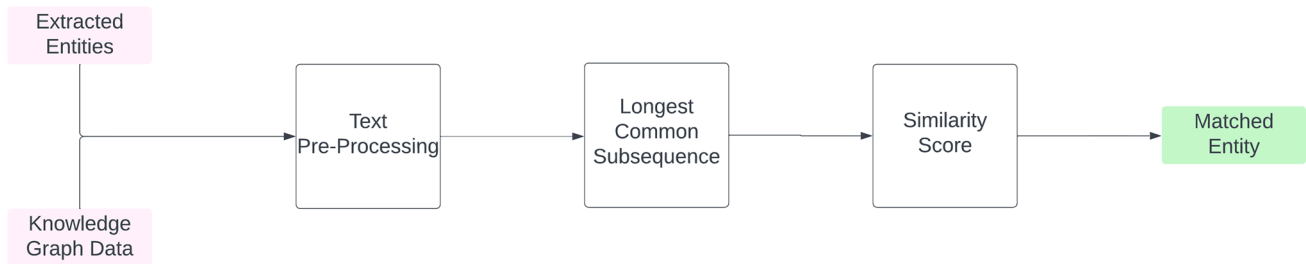 Extracted
Entities
Knowledge
Graph Data
Text
Pre-Processing
Longest
Common
Subsequence
Similarity
Score
Matched
Entity